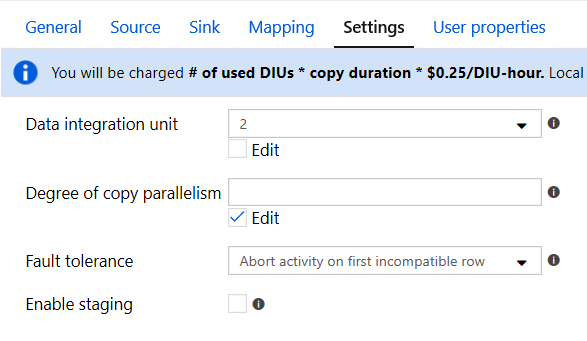 General Source Sink Mapping Settings User properties
You will be charged # of used DIUs * copy duration * $0.25/DIU-hour. Local
Data integration unit 2
Edit
Degree of copy parallelism
Edit
Fault tolerance Abort activity on first incompatible row
Enable staging